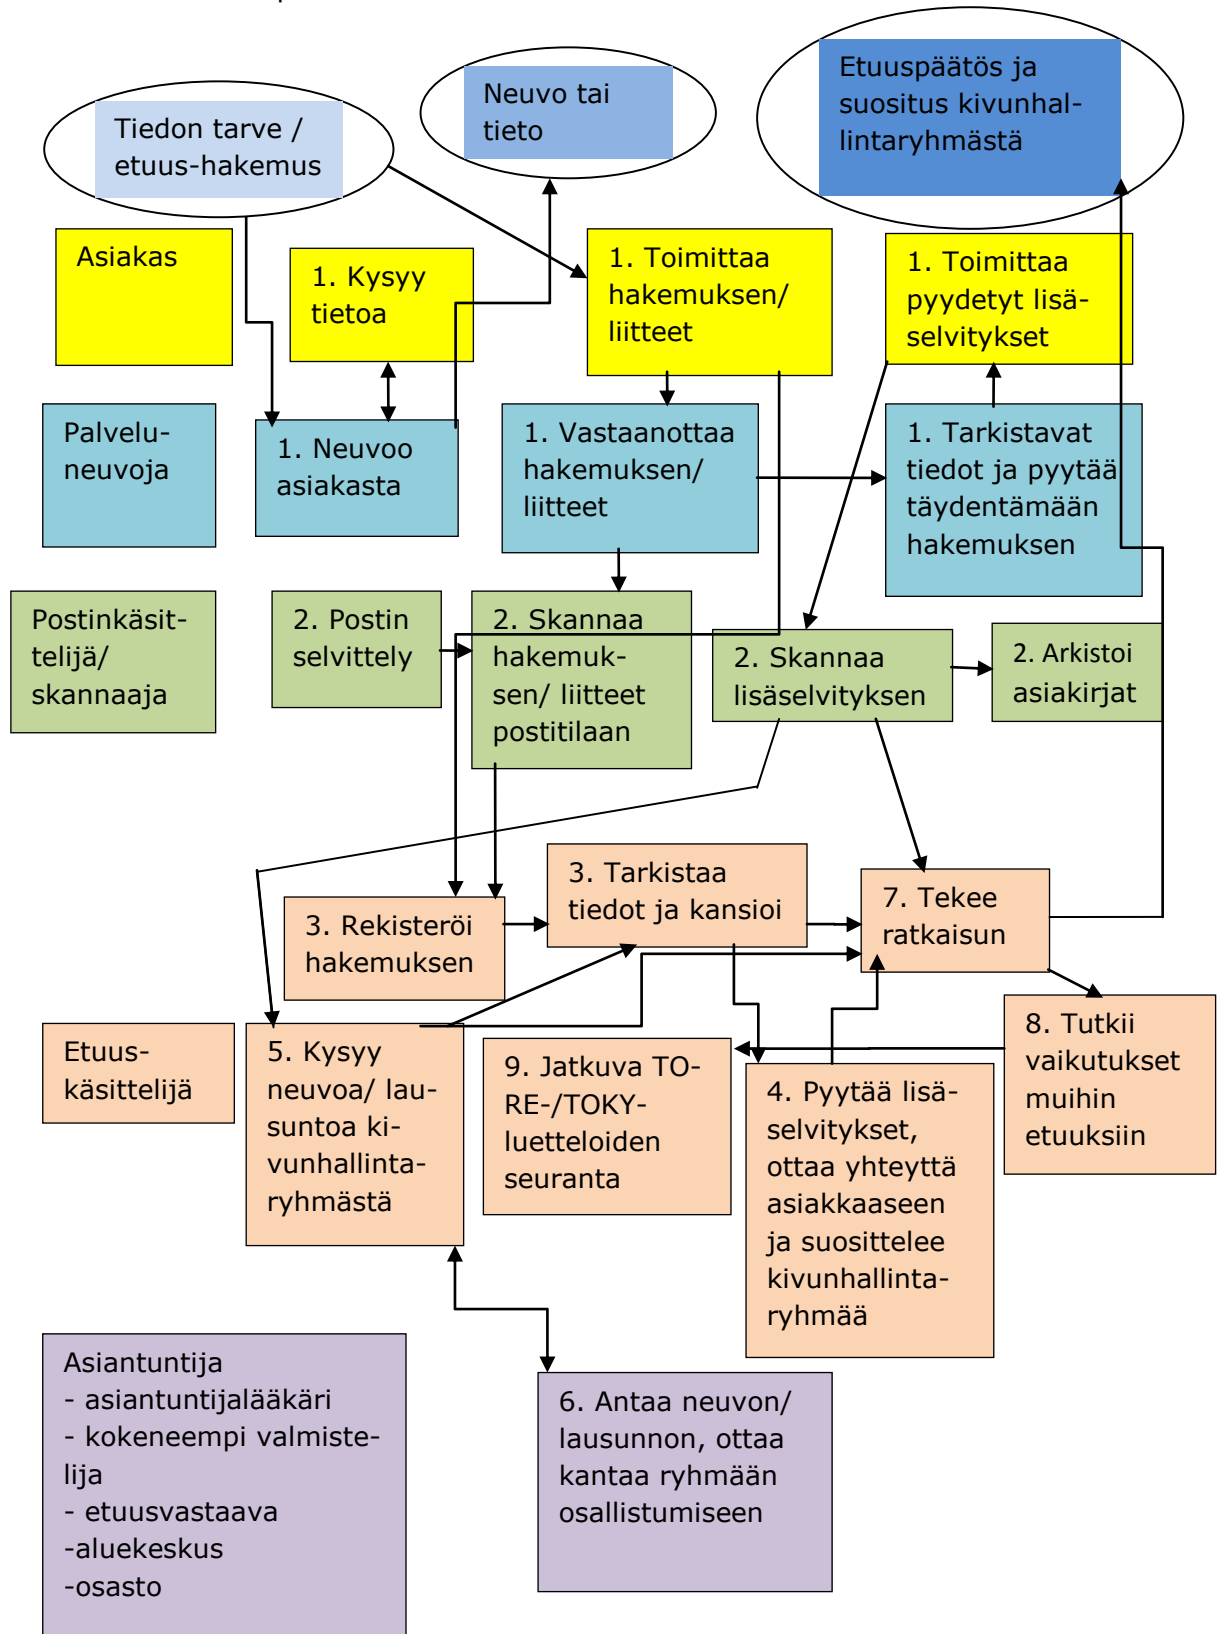 Tiedon tarve /
etuus-hakemus
Neuvo tai
tieto
Etuuspäätös ja
suositus kivunhal-
lintaryhmästä
Asiakas
1. Kysyy
tietoa
1. Toimittaa
hakemuksen/
liitteet
1. Toimittaa
pyydetyt lisä-
selvitykset
Palvelu-
neuvoja
1. Neuvoo
asiakasta
1. Vastaanottaa
hakemuksen/
liitteet
1. Tarkistavat
tiedot ja pyytää
täydentämään
hakemuksen
Postinkäsit-
telijä/
skannaaja
2. Postin
selvittely
2. Skannaa
hakemuk-
sen/ liitteet
postitilaan
2. Skannaa
lisäselvityksen
2. Arkistoi
asiakirjat
3. Rekisteröi
hakemuksen
3. Tarkistaa
tiedot ja kansioi
7. Tekee
ratkaisun
Etuus-
käsittelijä
5. Kysyy
neuvoa/ lau-
suntoa ki-
vunhallinta-
ryhmästä
9. Jatkuva TO-
RE-/TOKY-
luetteloiden
seuranta
4. Pyytää lisä-
selvitykset,
ottaa yhteyttä
asiakkaaseen
ja suosittelee
kivunhallinta-
ryhmää
8. Tutkii
vaikutukset
muihin
etuuksiin
Asiantuntija
- asiantuntijalääkäri
- kokeneempi valmiste-
lija
- etuusvastaava
-aluekeskus
-osasto
6. Antaa neuvon/
lausunnon, ottaa
kantaa ryhmään
osallistumiseen